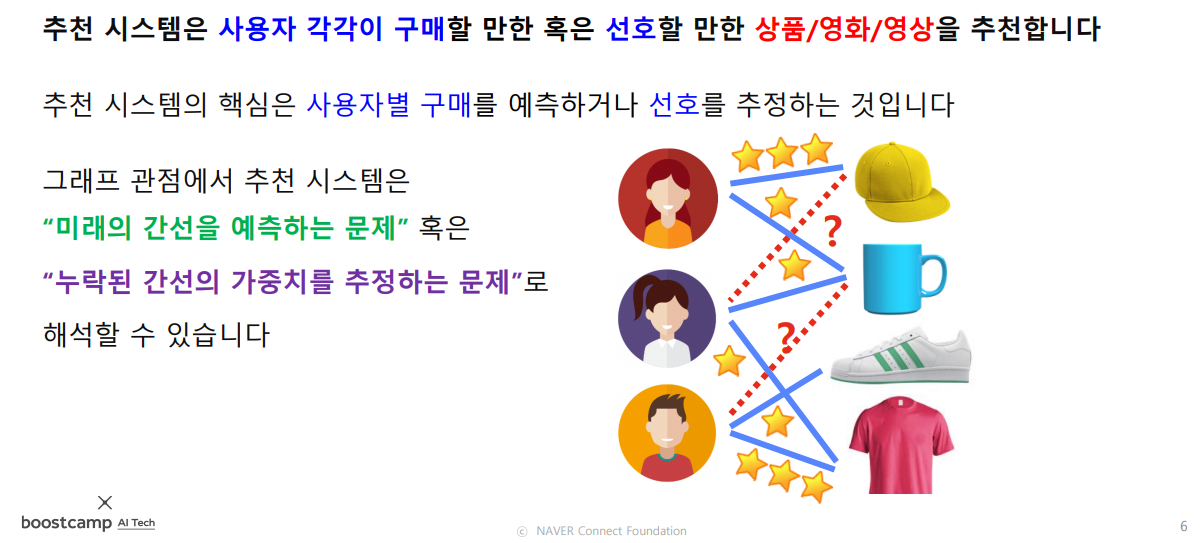 추천 시스템은 사용자 각각이 구매할 만한 혹은 선호할 만한 상품/영화/영상을 추천합니다
추천 시스템의 핵심은 사용자별 구매를 예측하거나 선호를 추정하는 것입니다
그래프 관점에서 추천 시스템은
“미래의 간선을 예측하는 문제” 혹은
“누락된 간선의 가중치를 추정하는 문제”로
해석할 수 있습니다
?
?
boostcamp AI Tech
ⓒ NAVER Connect Foundation
6